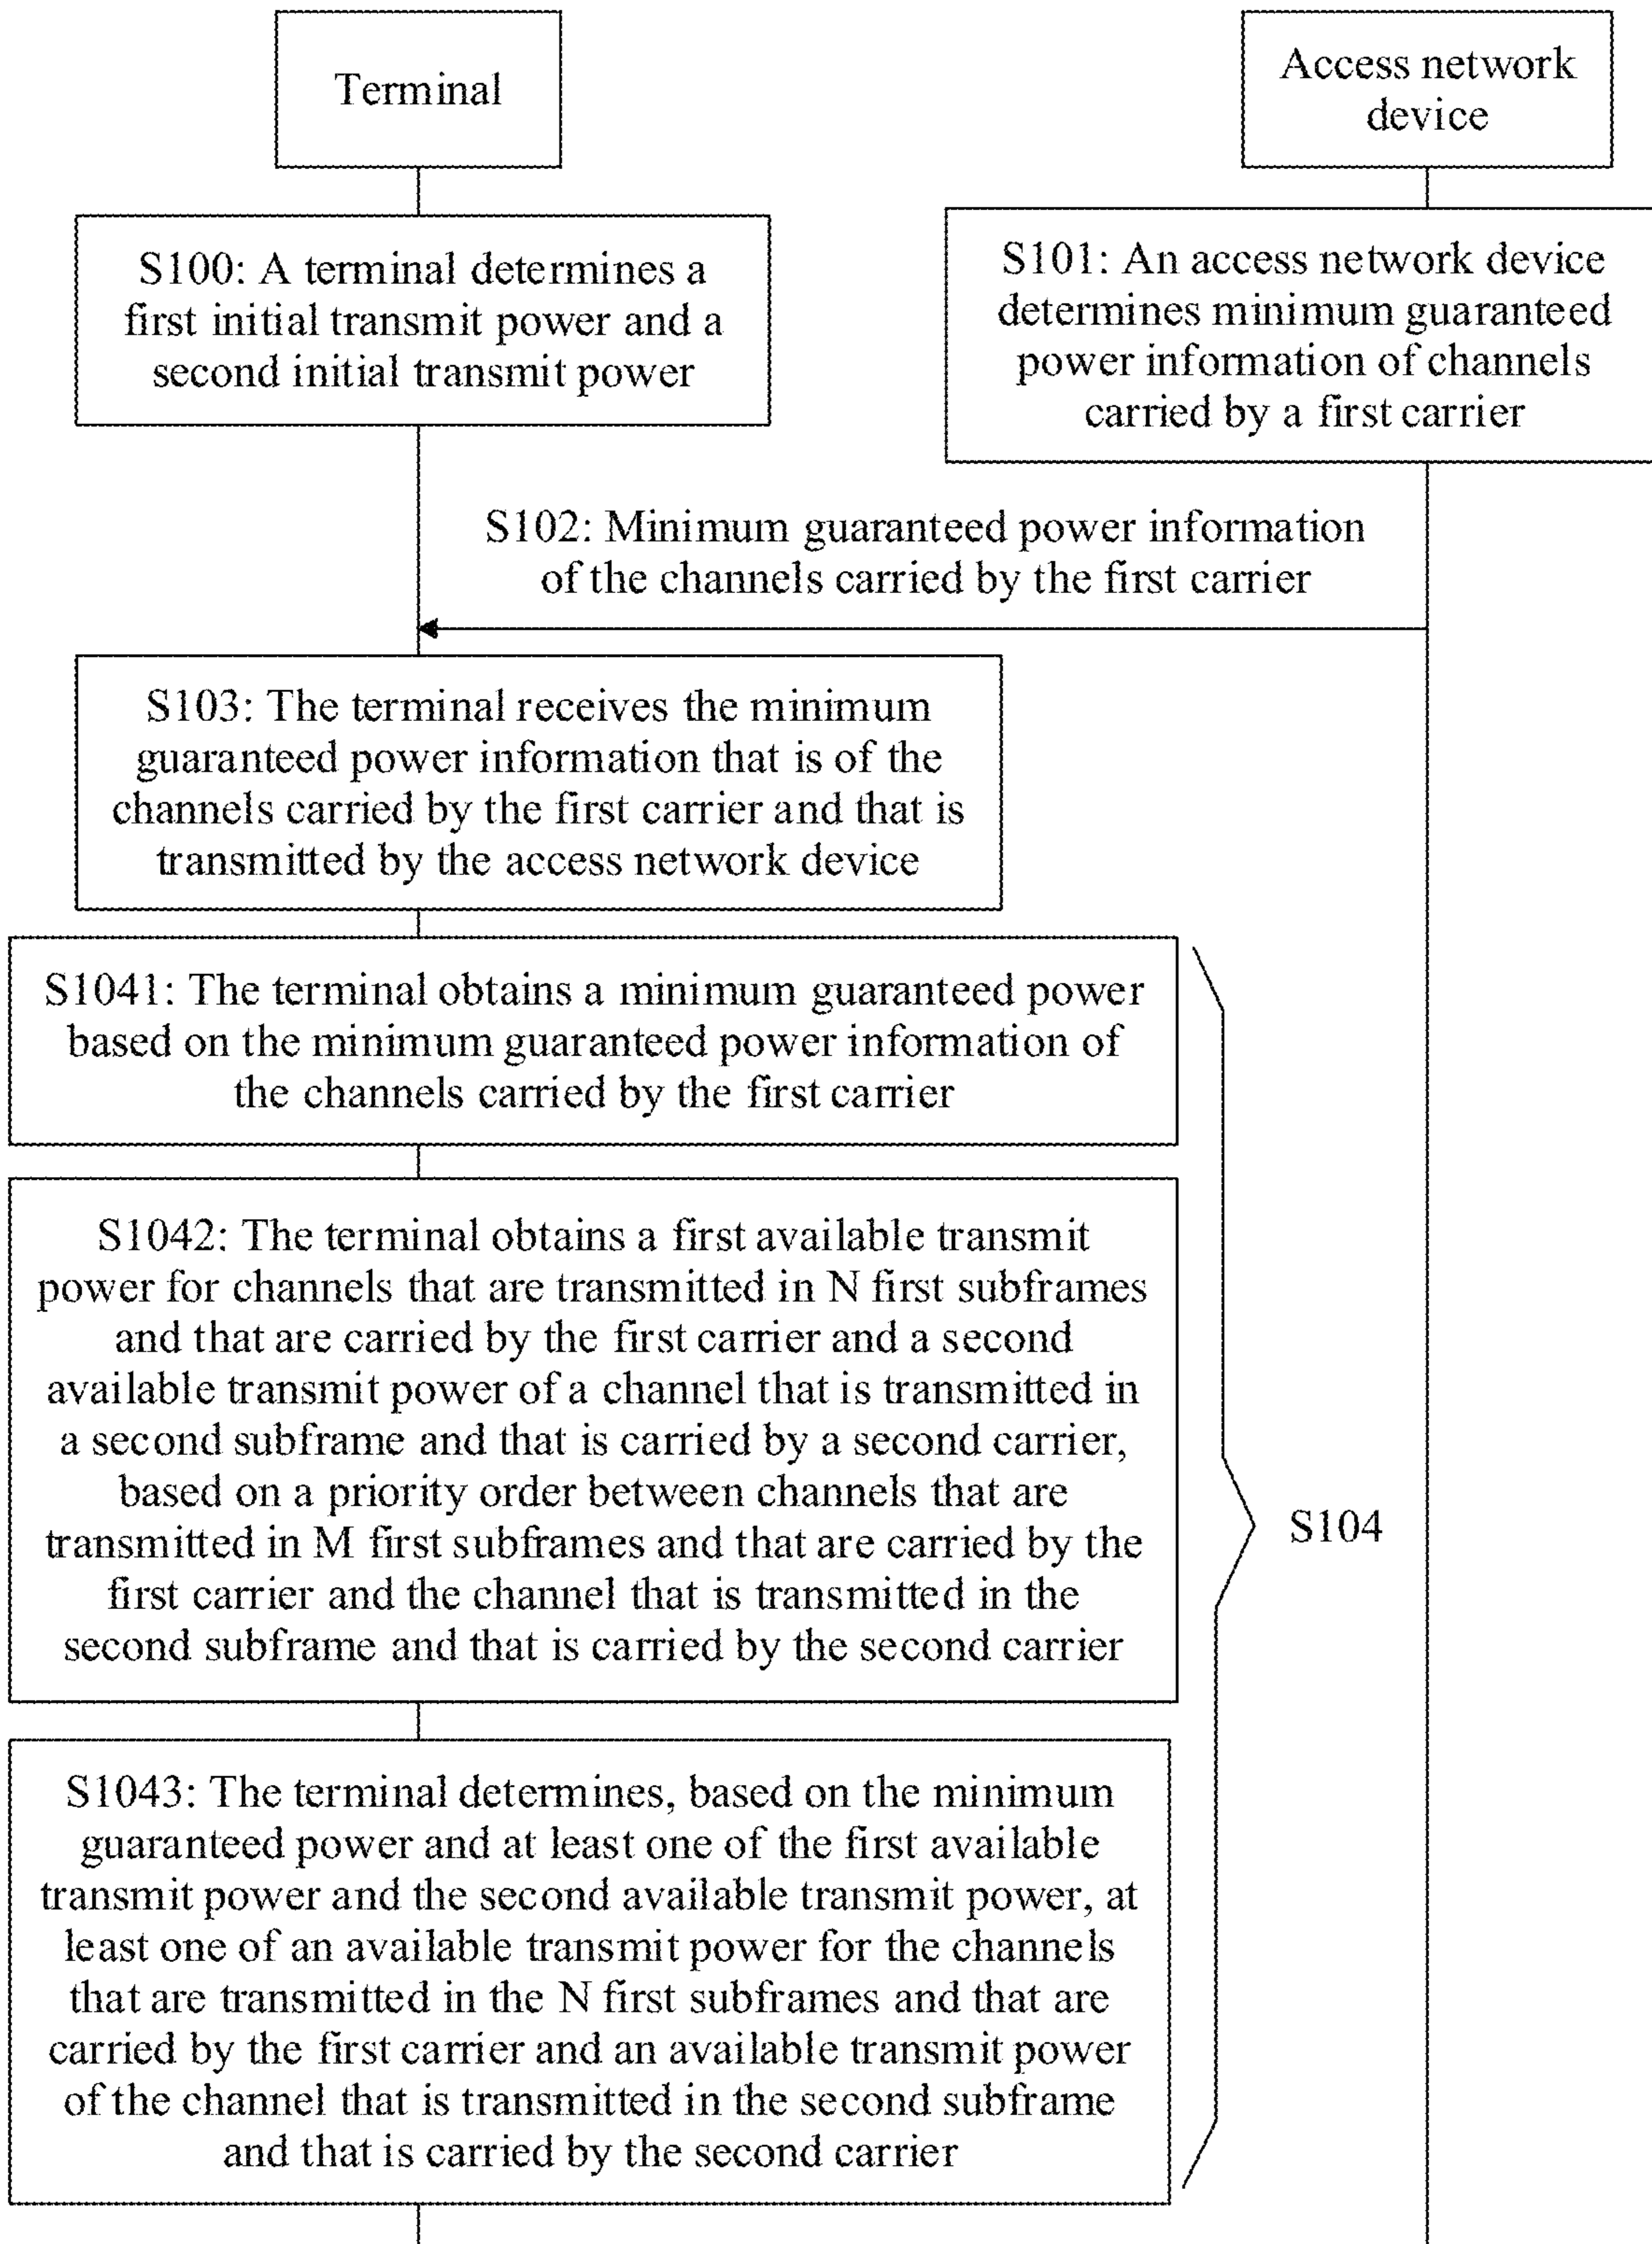 Terminal
Access network
device
S100: A terminal determines a
first initial transmit power and a
second initial transmit power
S101: An access network device
determines minimum guaranteed
power information of channels
carried by a first carrier
S102: Minimum guaranteed power information
of the channels carried by the first carrier
S103: The terminal receives the minimum
guaranteed power information that is of the
channels carried by the first carrier and that is
transmitted by the access network device
S1041: The terminal obtains a minimum guaranteed power
based on the minimum guaranteed power information of
the channels carried by the first carrier
S1042: The terminal obtains a first available transmit
power for channels that are transmitted in N first subframes
and that are carried by the first carrier and a second
available transmit power of a channel that is transmitted in
a second subframe and that is carried by a second carrier,
based on a priority order between channels that are
transmitted in M first subframes and that are carried by the
first carrier and the channel that is transmitted in the
second subframe and that is carried by the second carrier
S104
S1043: The terminal determines, based on the minimum
guaranteed power and at least one of the first available
transmit power and the second available transmit power, at
least one of an available transmit power for the channels
that are transmitted in the N first subframes and that are
carried by the first carrier and an available transmit power
of the channel that is transmitted in the second subframe
and that is carried by the second carrier